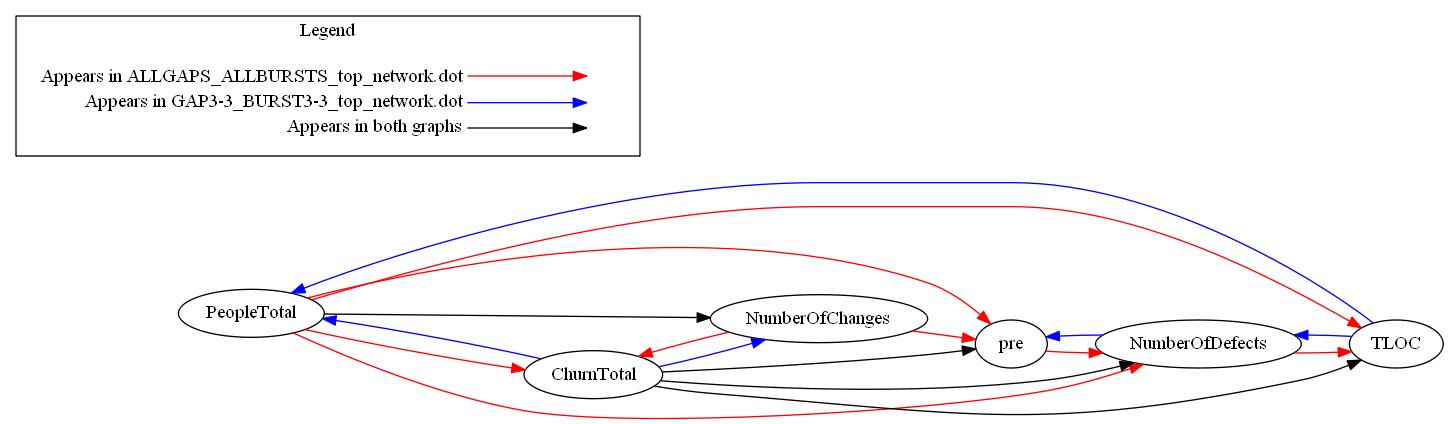 Legend
Appears in ALLGAPS_ALLBURSTS_top_network.dot
Appears in GAP3-3_BURST3-3_top_network.dot
Appears in both graphs
PeopleTotal
NumberOfChanges
ChurnTotal
pre
NumberOfDefects
TLOC